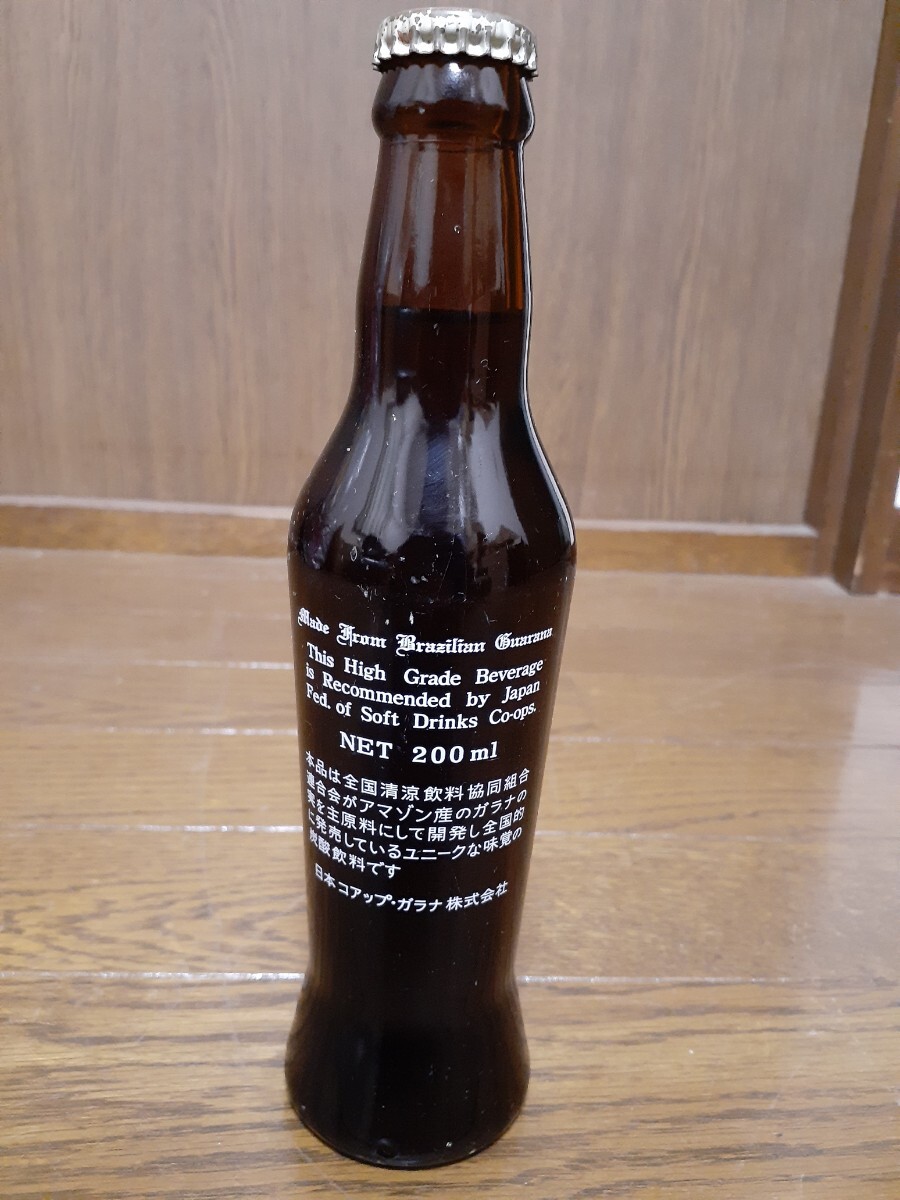 Made From Brazilian Guarana
This High Grade Beverage
is Recommended by Japan
Fed. of Soft Drinks Co-ops.
NET 200 ml
本品は全国清涼飲料協同組合
連合会がアマゾン産のガラナの
実を主原料にして開発し全国的
に発売しているユニークな味覚の
炭酸飲料です
日本コアップ・ガラナ株式会社